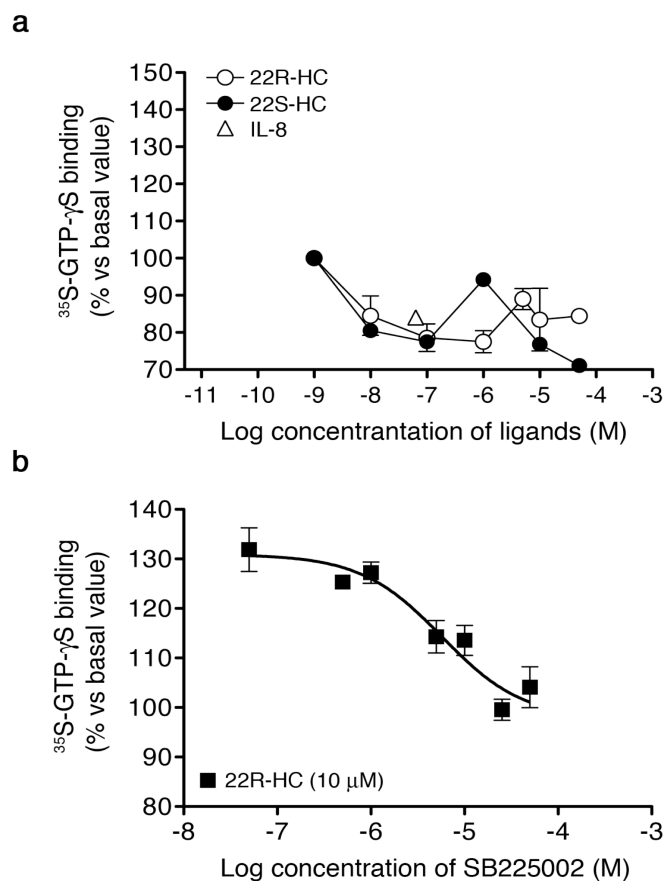 a
150
140
130
120
110
100
90
80
70
³⁵S-GTP-γS binding
(% vs basal value)
22R-HC
22S-HC
IL-8
-11 -10 -9 -8 -7 -6 -5 -4 -3
Log concentrantation of ligands (M)
b
140
130
120
110
100
90
80
³⁵S-GTP-γS binding
(% vs basal value)
22R-HC (10 μM)
-8 -7 -6 -5 -4 -3
Log concentration of SB225002 (M)